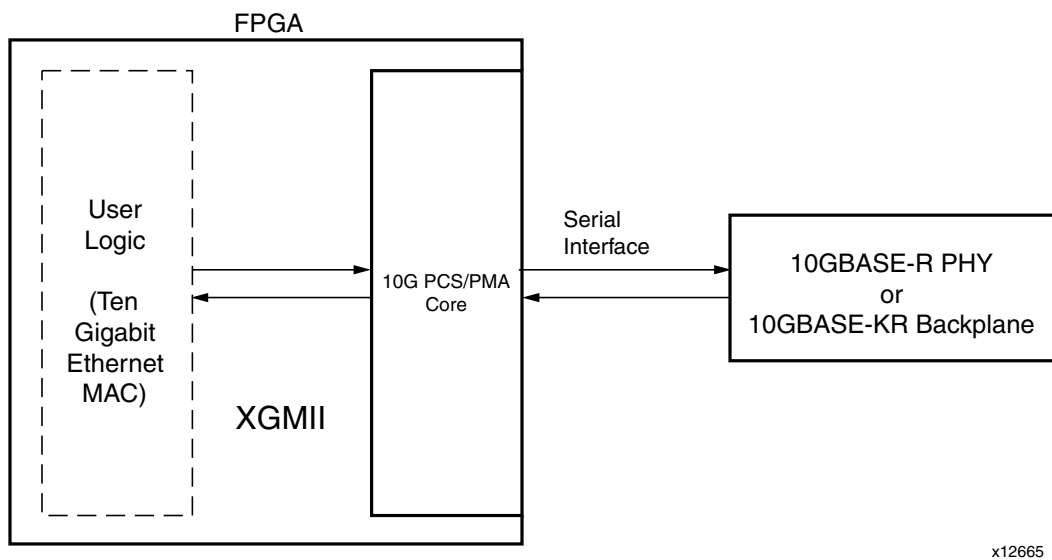 FPGA
User
Logic
(Ten
Gigabit
Ethernet
MAC)
XGMII
10G PCS/PMA
Core
Serial
Interface
10GBASE-R PHY
or
10GBASE-KR Backplane
x12665